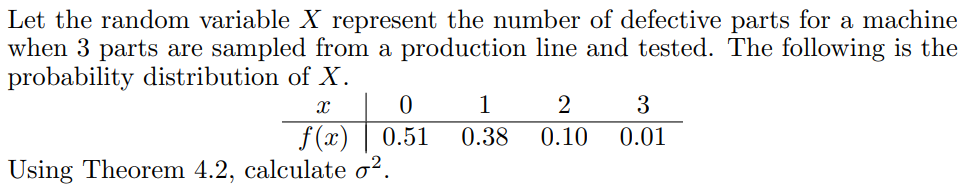 Let the random variable X represent the number of defective parts for a machine
when 3 parts are sampled from a production line and tested. The following is the
probability distribution of X.
x 0 1 2 3
f(x) 0.51 0.38 0.10 0.01
Using Theorem 4.2, calculate σ².